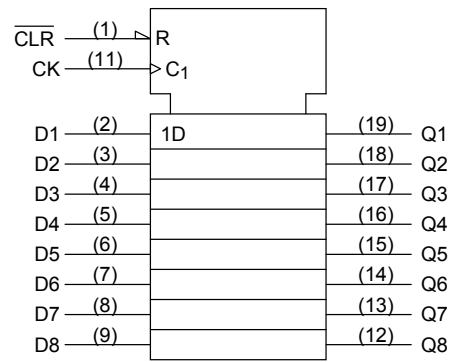 C̅L̅R̅ (1) R
CK (11) C1
D1 (2) 1D (19) Q1
D2 (3) (18) Q2
D3 (4) (17) Q3
D4 (5) (16) Q4
D5 (6) (15) Q5
D6 (7) (14) Q6
D7 (8) (13) Q7
D8 (9) (12) Q8